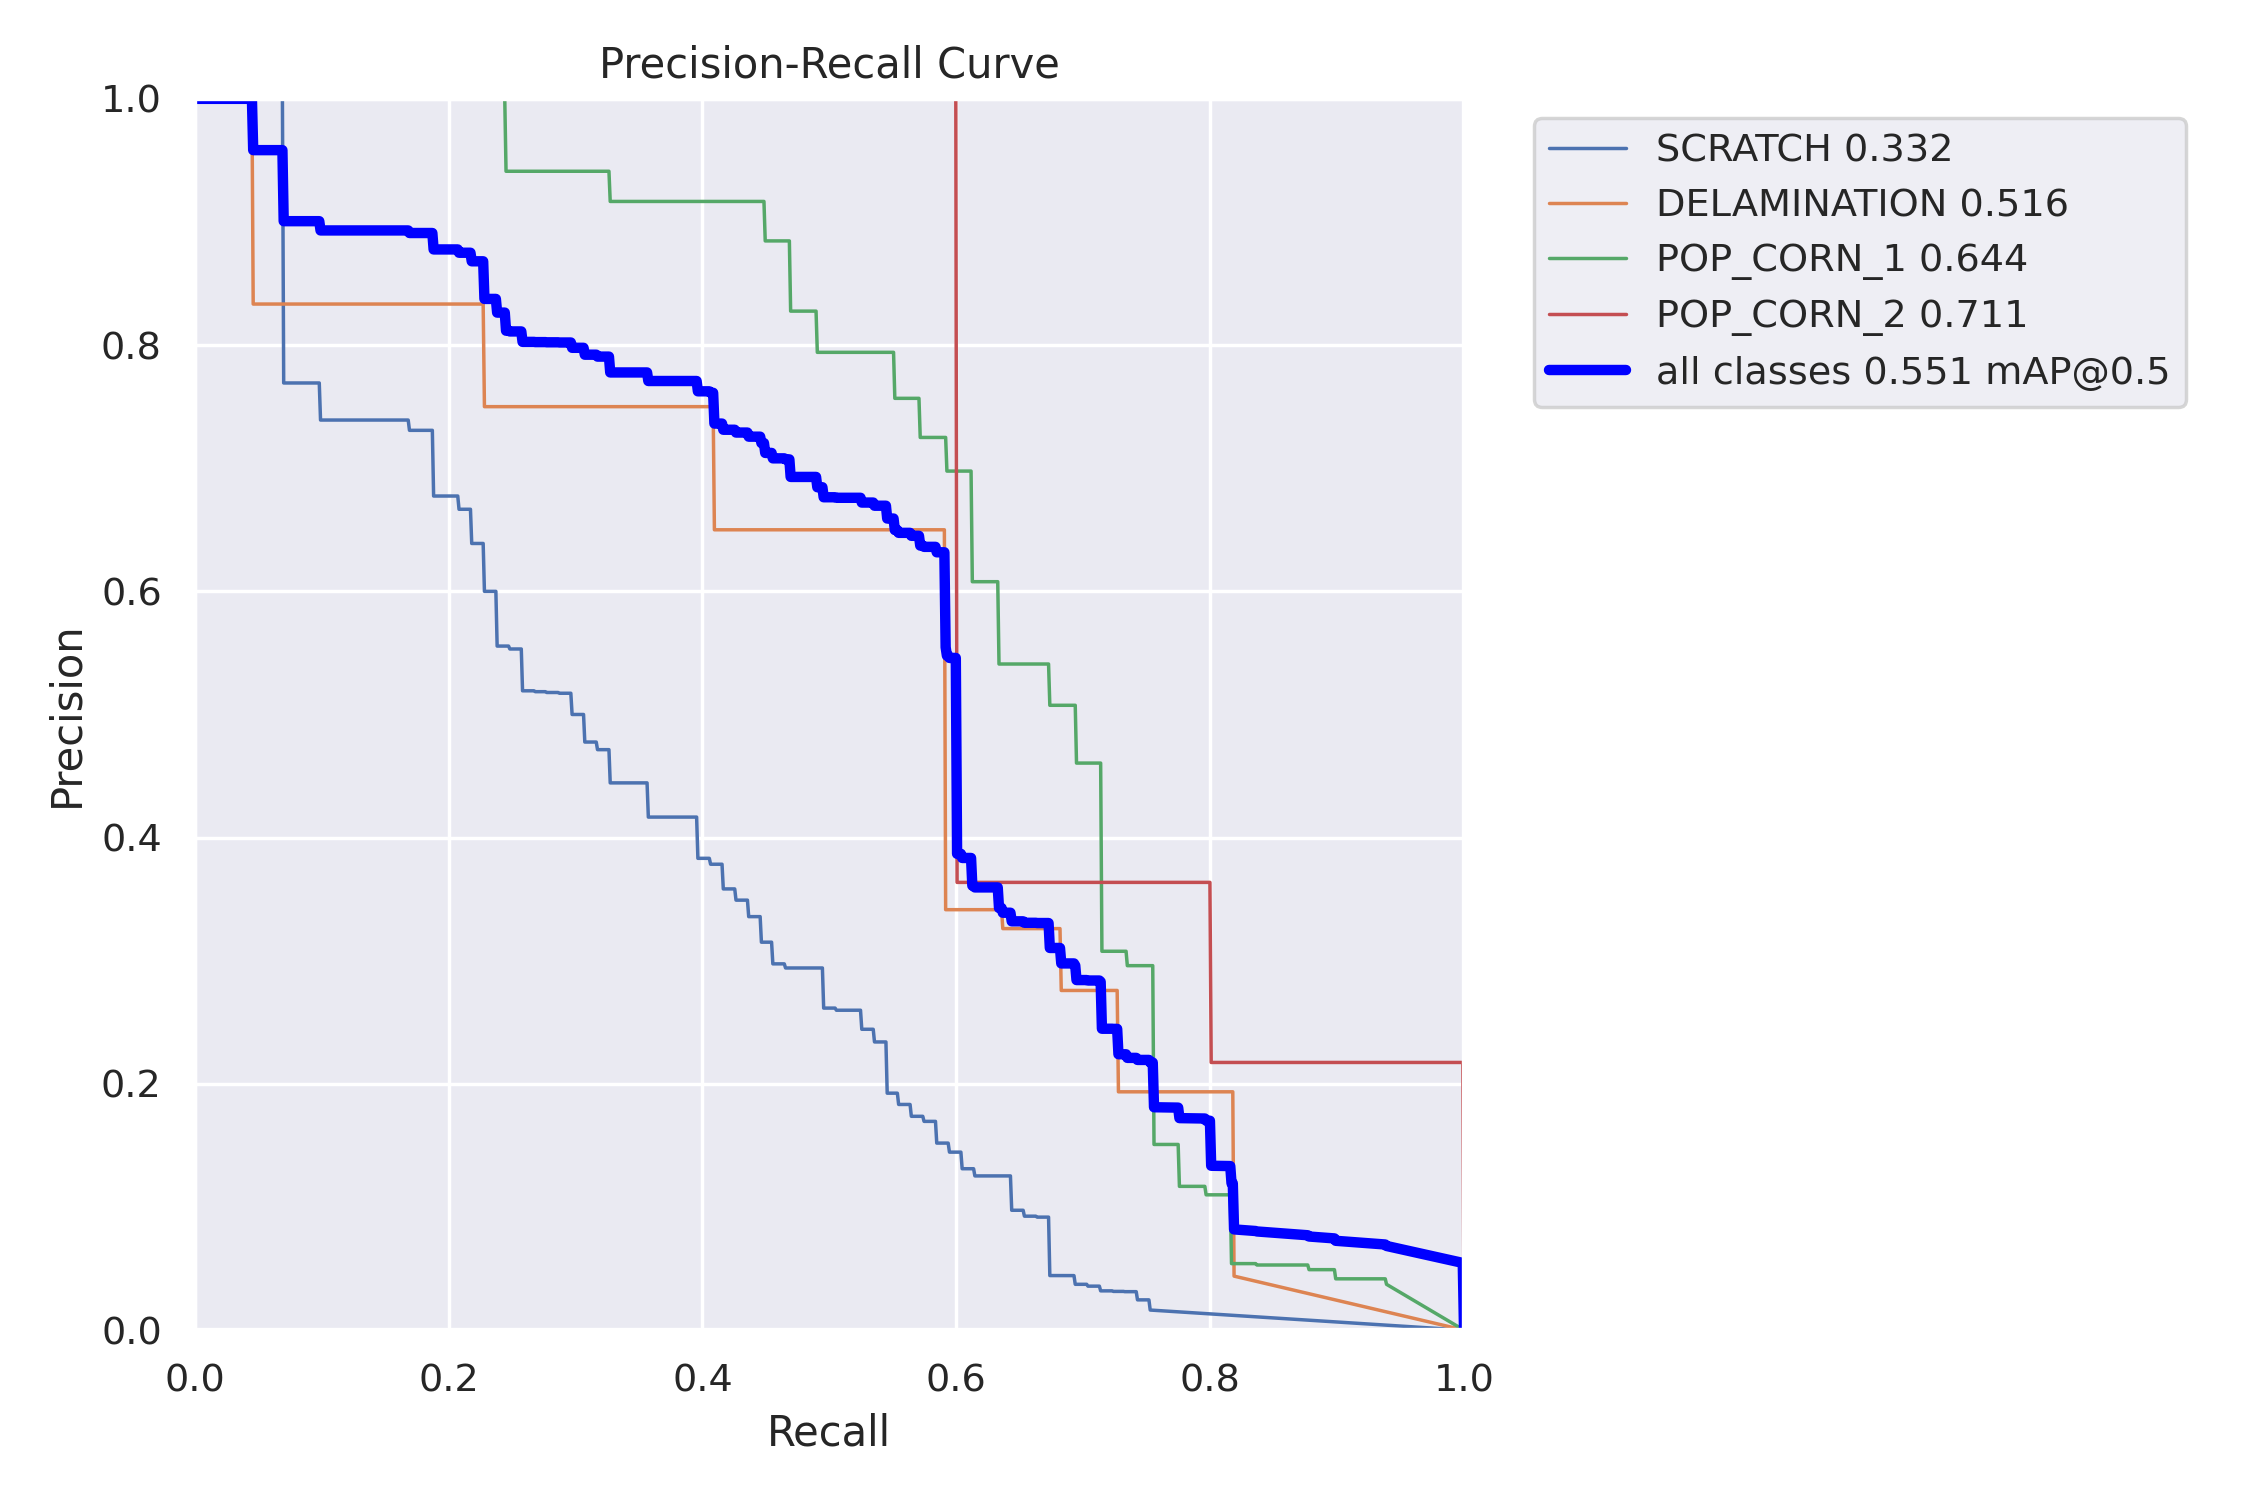 Precision-Recall Curve
1.0
0.8
0.6
0.4
0.2
0.0
Precision
0.0 0.2 0.4 0.6 0.8 1.0
Recall
SCRATCH 0.332
DELAMINATION 0.516
POP_CORN_1 0.644
POP_CORN_2 0.711
all classes 0.551 mAP@0.5